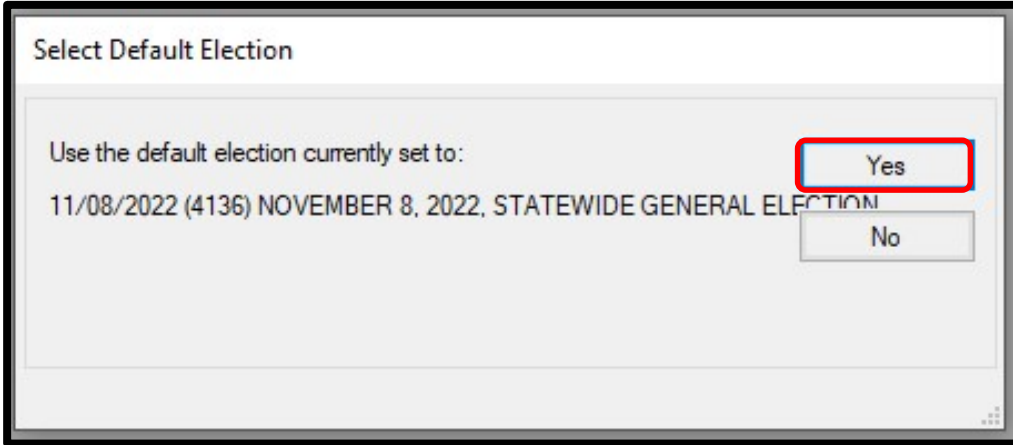 Select Default Election
Use the default election currently set to:
Yes
11/08/2022 (4136) NOVEMBER 8, 2022, STATEWIDE GENERAL ELECTION
No